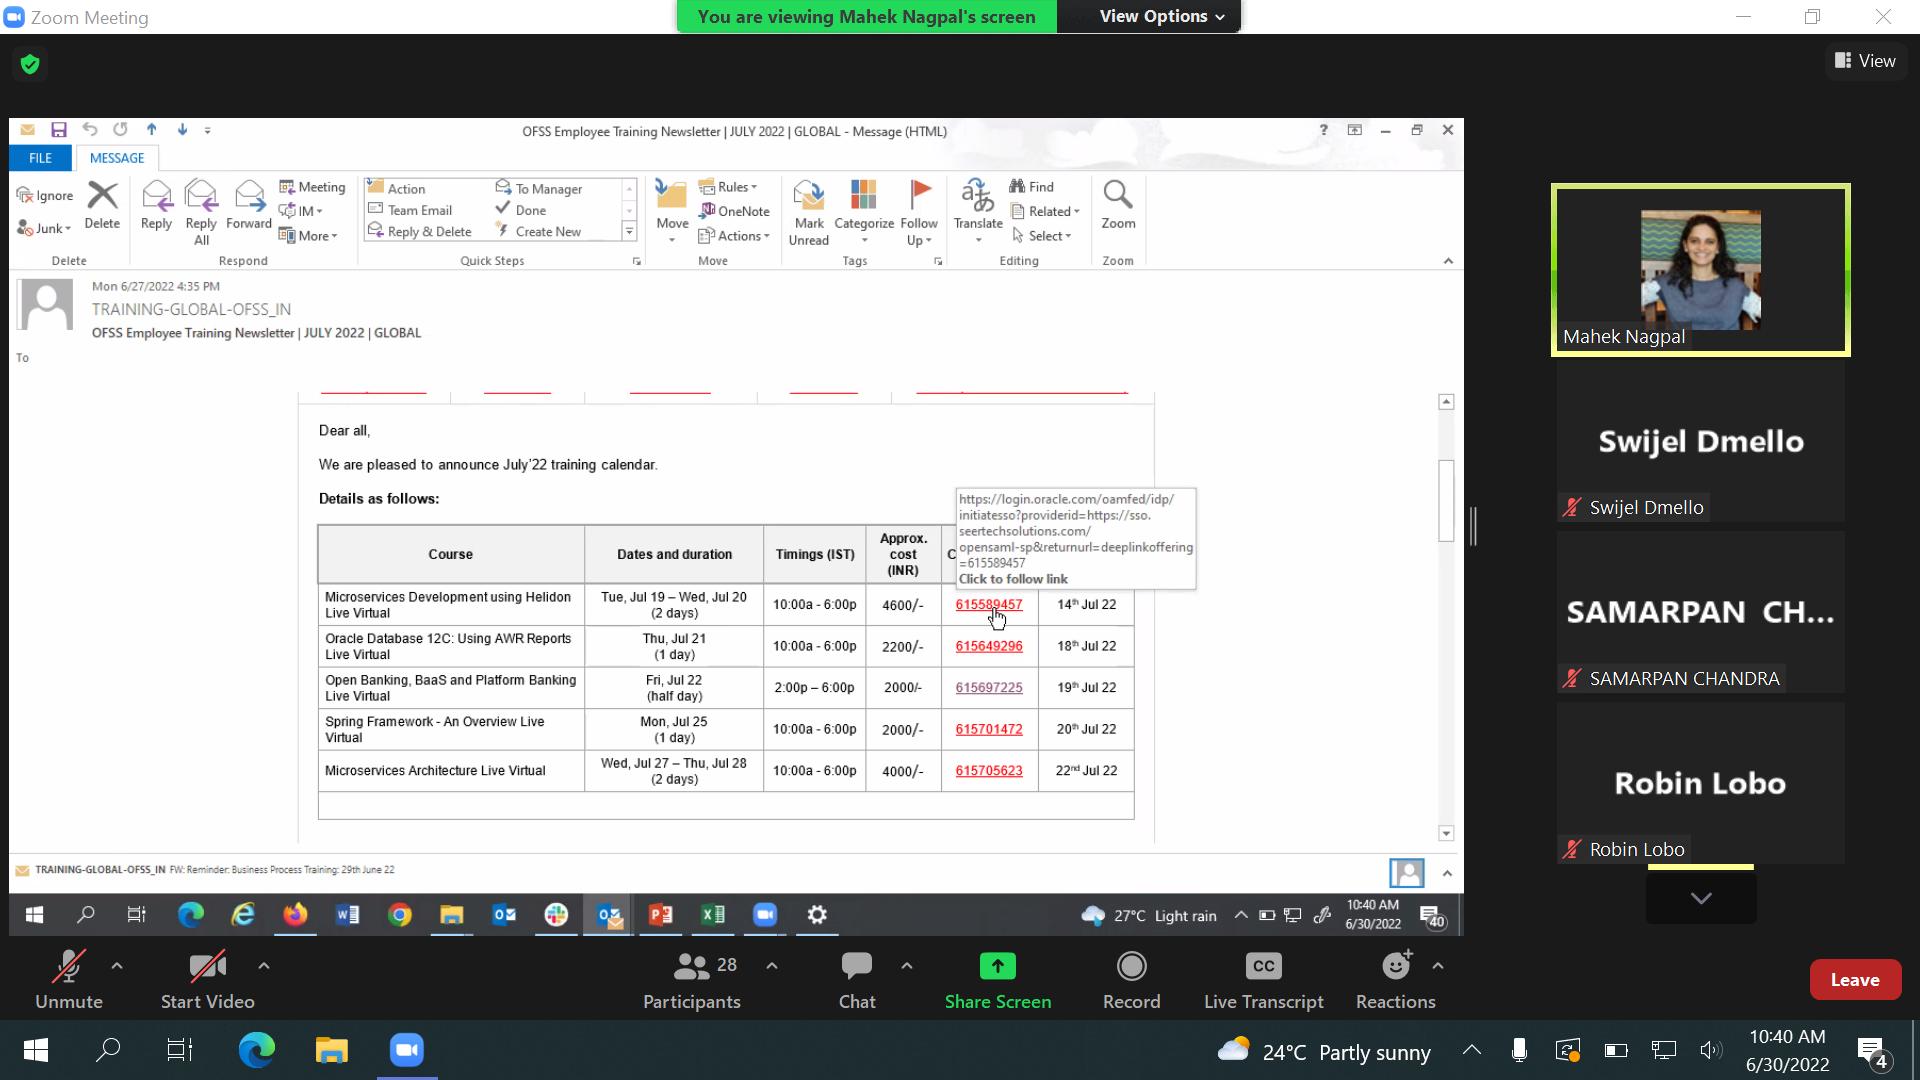 Zoom Meeting
You are viewing Mahek Nagpal's screen
View Options
View
OFSS Employee Training Newsletter | JULY 2022 | GLOBAL - Message (HTML)
?
FILE
MESSAGE
Ignore
Junk
Delete
Delete
Reply
Reply All
Forward
Meeting
IM
More
Respond
Action
Team Email
Reply & Delete
To Manager
Done
Create New
Quick Steps
Move
Rules
OneNote
Actions
Move
Mark Unread
Categorize
Follow Up
Tags
Translate
Find
Related
Select
Editing
Zoom
Zoom
Mon 6/27/2022 4:35 PM
TRAINING-GLOBAL-OFSS_IN
OFSS Employee Training Newsletter | JULY 2022 | GLOBAL
To
Dear all,
We are pleased to announce July'22 training calendar.
Details as follows:
https://login.oracle.com/oamfed/idp/
initiatesso?providerid=https://sso.
seertechsolutions.com/
opensaml-sp&returnurl=deeplinkoffering
=615589457
Click to follow link
Course Dates and duration Timings (IST) Approx. cost (INR) C
Microservices Development using Helidon Live Virtual Tue, Jul 19 – Wed, Jul 20 (2 days) 10:00a - 6:00p 4600/- 615589457 14th Jul 22
Oracle Database 12C: Using AWR Reports Live Virtual Thu, Jul 21 (1 day) 10:00a - 6:00p 2200/- 615649296 18th Jul 22
Open Banking, BaaS and Platform Banking Live Virtual Fri, Jul 22 (half day) 2:00p – 6:00p 2000/- 615697225 19th Jul 22
Spring Framework - An Overview Live Virtual Mon, Jul 25 (1 day) 10:00a - 6:00p 2000/- 615701472 20th Jul 22
Microservices Architecture Live Virtual Wed, Jul 27 – Thu, Jul 28 (2 days) 10:00a - 6:00p 4000/- 615705623 22nd Jul 22
TRAINING-GLOBAL-OFSS_IN FW: Reminder: Business Process Training: 29th June 22
27°C Light rain
10:40 AM
6/30/2022
40
Mahek Nagpal
Swijel Dmello
Swijel Dmello
SAMARPAN CH...
SAMARPAN CHANDRA
Robin Lobo
Robin Lobo
Unmute
Start Video
28
Participants
Chat
Share Screen
Record
CC
Live Transcript
Reactions
Leave
24°C Partly sunny
10:40 AM
6/30/2022
4